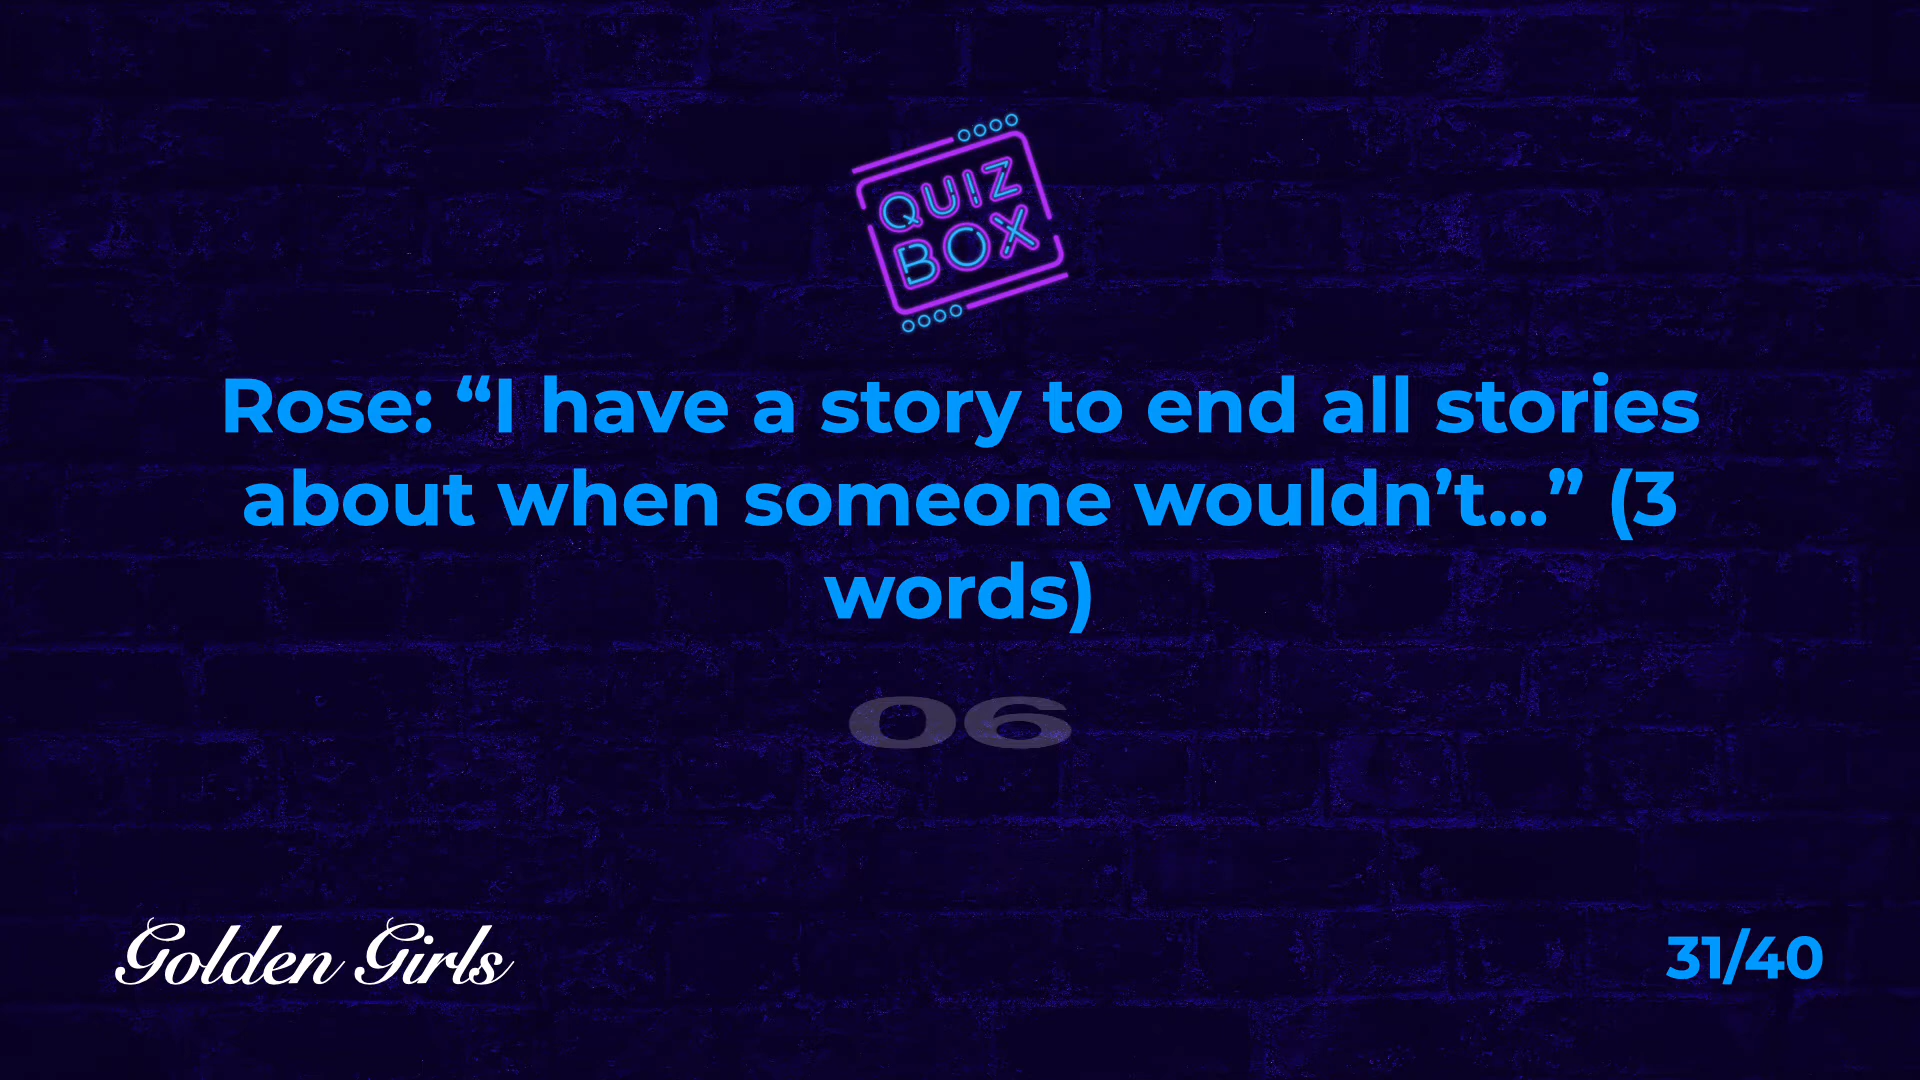 QUIZ
BOX
Rose: “I have a story to end all stories
about when someone wouldn’t...” (3
words)
06
Golden Girls
31/40